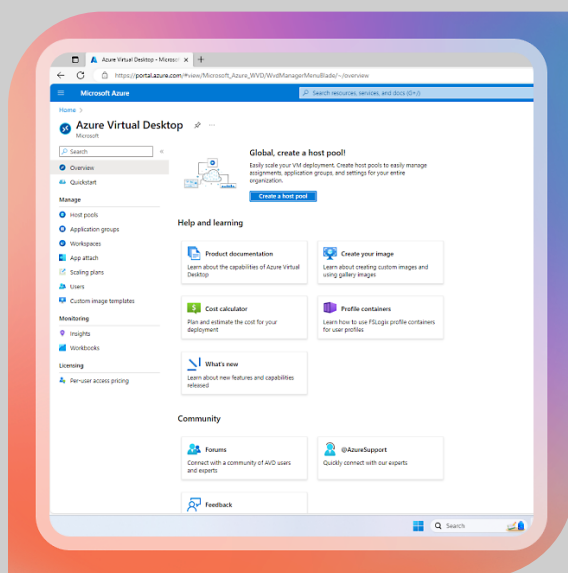 Azure Virtual Desktop - Microsoft
https://portal.azure.com/#view/Microsoft_Azure_WVD/WvdManagerMenuBlade/~/overview
Microsoft Azure
Search resources, services, and docs (G+/)
Home >
Azure Virtual Desktop
Microsoft
Search
Overview
Quickstart
Manage
Host pools
Application groups
Workspaces
App attach
Scaling plans
Users
Custom image templates
Monitoring
Insights
Workbooks
Licensing
Per-user access pricing
Global, create a host pool!
Easily scale your VM deployment. Create host pools to easily manage
assignments, application groups, and settings for your entire
organization.
Create a host pool
Help and learning
Product documentation
Learn about the capabilities of Azure Virtual
Desktop
Create your image
Learn about creating custom images and
using gallery images
Cost calculator
Plan and estimate the cost for your
deployment
Profile containers
Learn how to use FSLogix profile containers
for user profiles
What's new
Learn about new features and capabilities
released
Community
Forums
Connect with a community of AVD users
and experts
@AzureSupport
Quickly connect with our experts
Feedback
Search